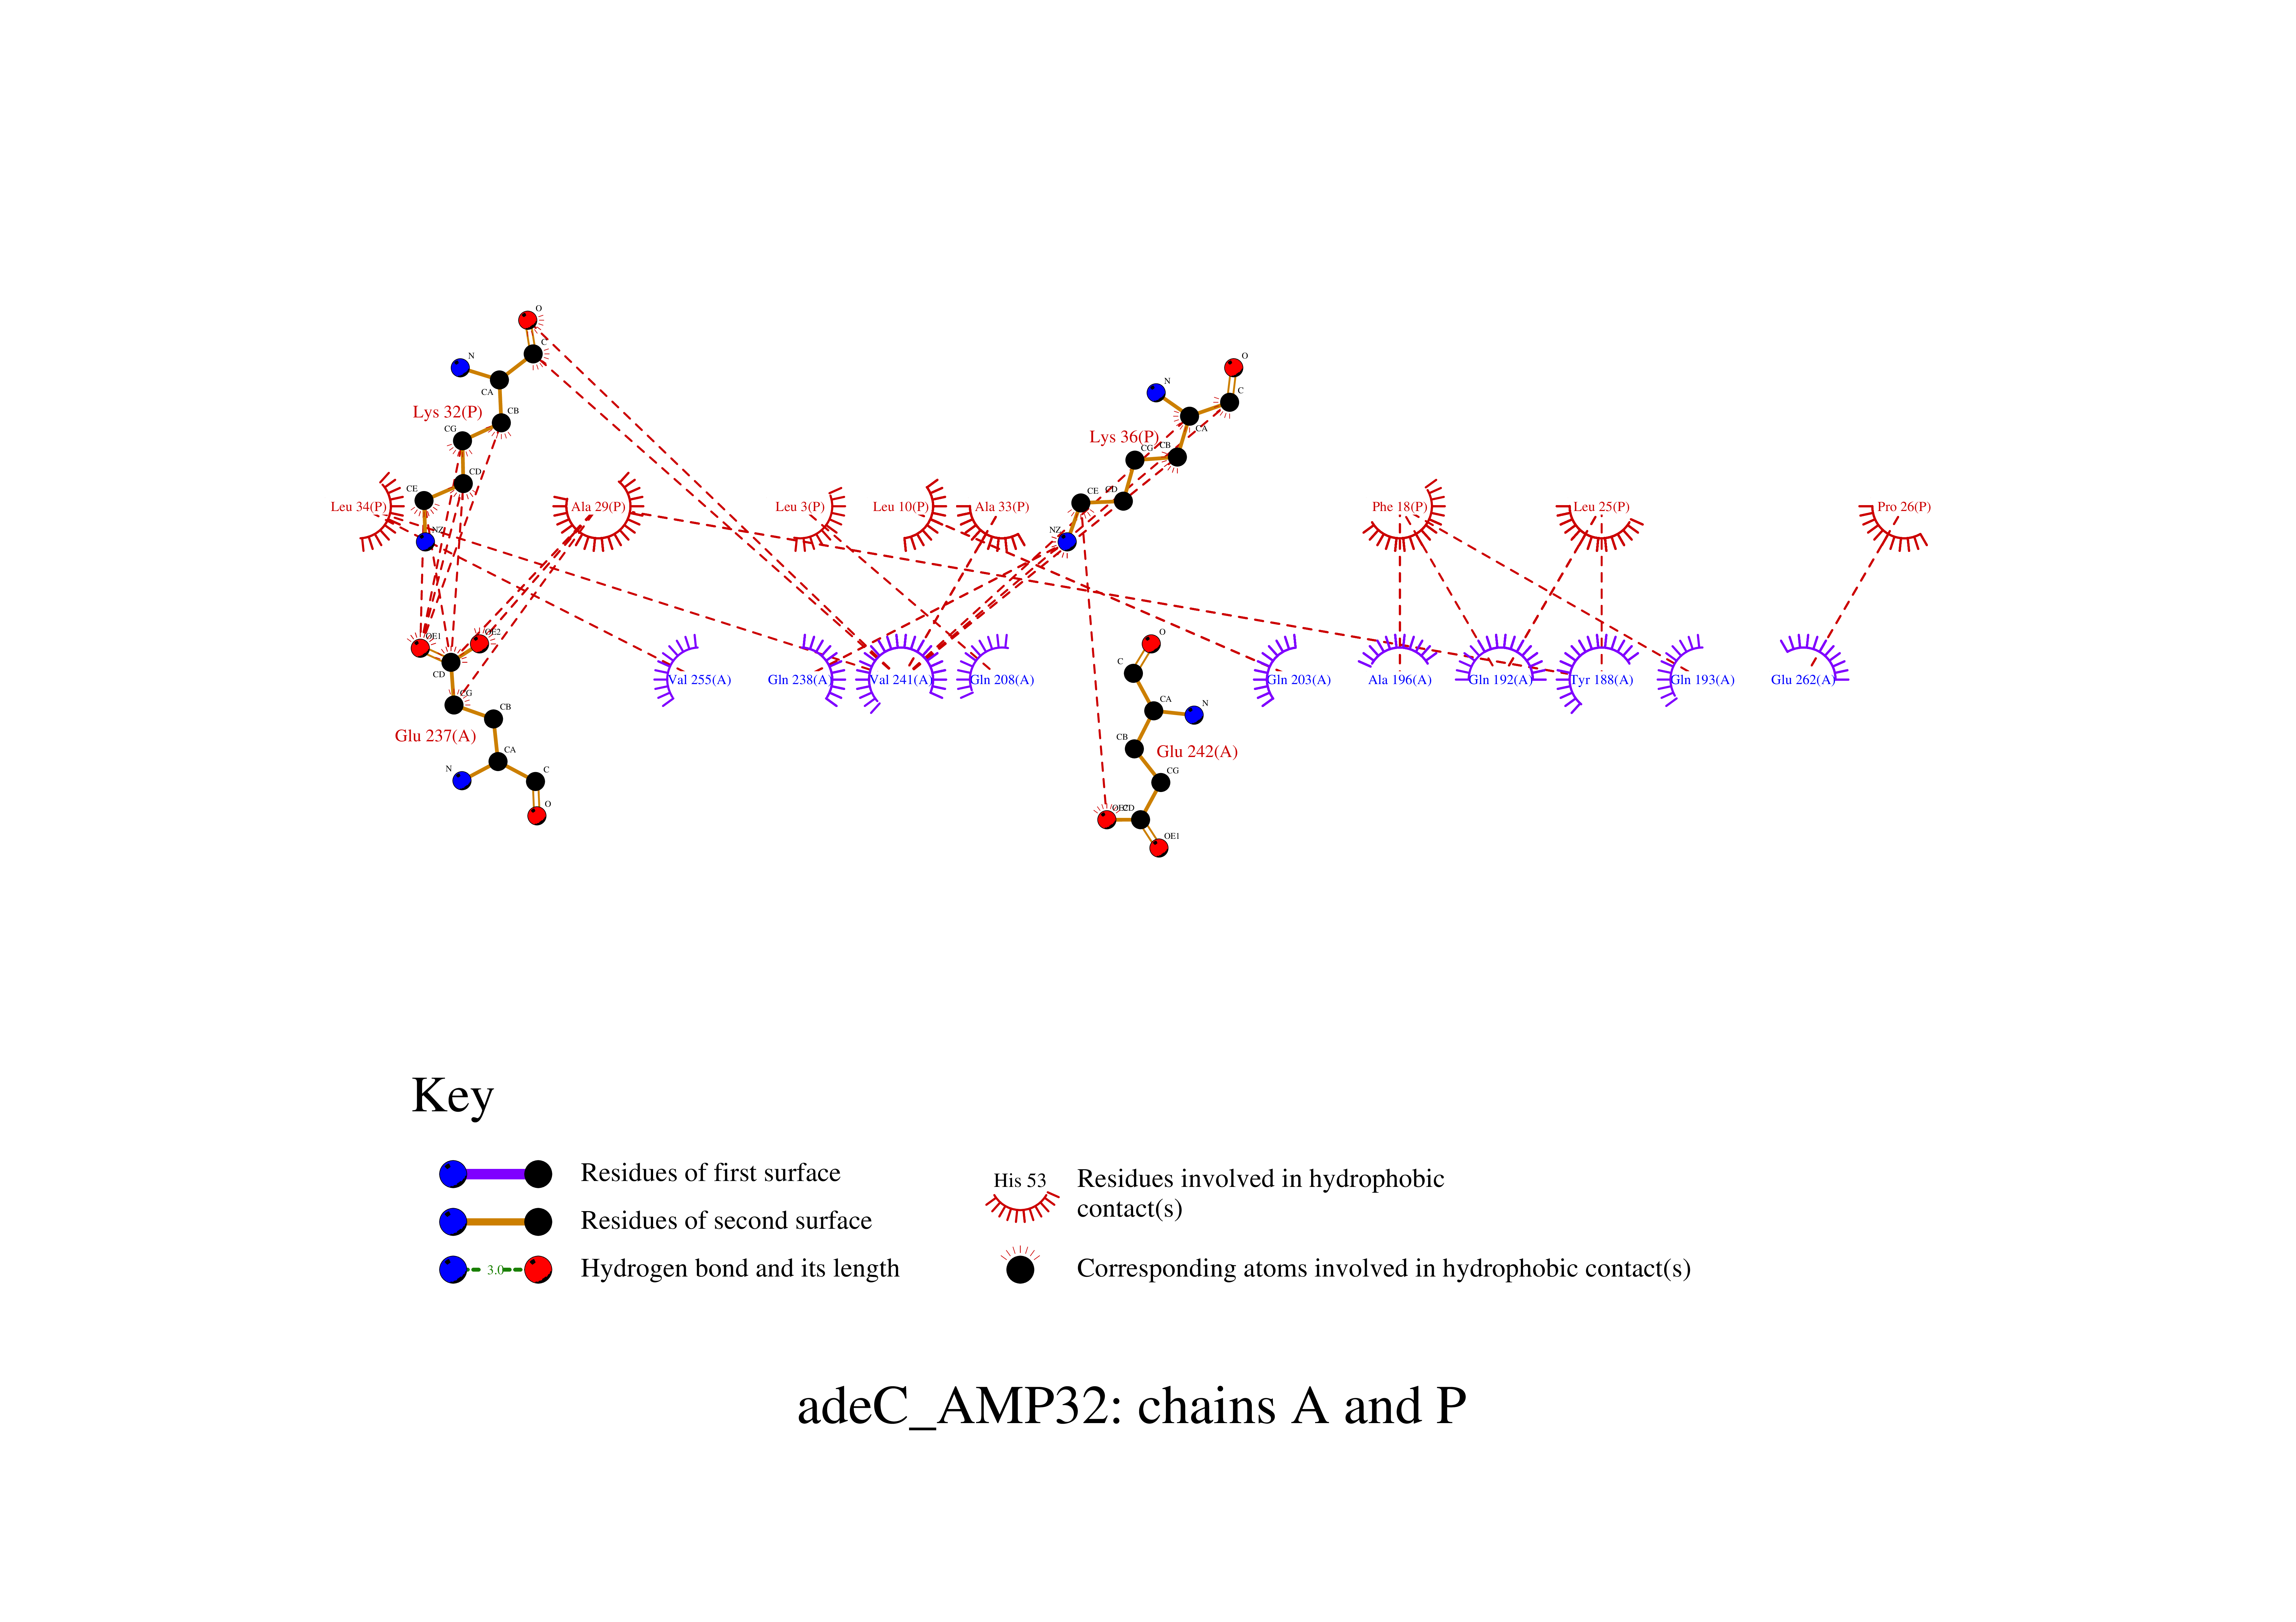 O
C
N
CA
Lys 32(P)
CB
CG
CD
CE
NZ
O
N
C
CA
Lys 36(P)
CG
CB
CE
CD
NZ
Leu 34(P)
Ala 29(P)
Leu 3(P)
Leu 10(P)
Ala 33(P)
Phe 18(P)
Leu 25(P)
Pro 26(P)
OE1
OE2
CD
CG
CB
Glu 237(A)
CA
N
C
O
Val 255(A)
Gln 238(A)
Val 241(A)
Gln 208(A)
Gln 203(A)
Ala 196(A)
Gln 192(A)
Tyr 188(A)
Gln 193(A)
Glu 262(A)
O
C
CA
N
CB
Glu 242(A)
CG
OE2
CD
OE1
Key
Residues of first surface
Residues of second surface
3.0
Hydrogen bond and its length
His 53
Residues involved in hydrophobic
contact(s)
Corresponding atoms involved in hydrophobic contact(s)
adeC_AMP32: chains A and P